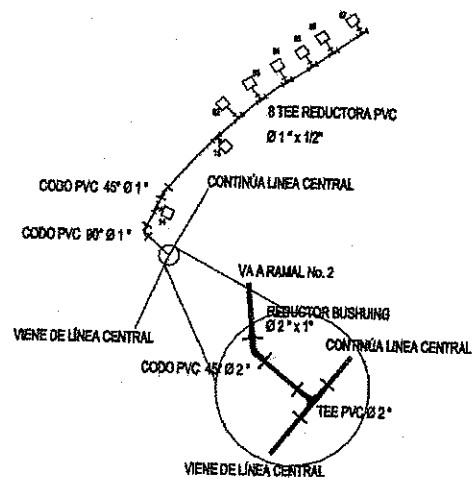 8 TEE REDUCTORA PVC
Ø 1" x 1/2"
CODO PVC 45° Ø 1"
CONTINÚA LINEA CENTRAL
CODO PVC 90° Ø 1"
VA A RAMAL No. 2
VIENE DE LÍNEA CENTRAL
REDUCTOR BUSHUING
Ø 2" x 1"
CONTINÚA LINEA CENTRAL
CODO PVC 45° Ø 2"
TEE PVC Ø 2"
VIENE DE LÍNEA CENTRAL